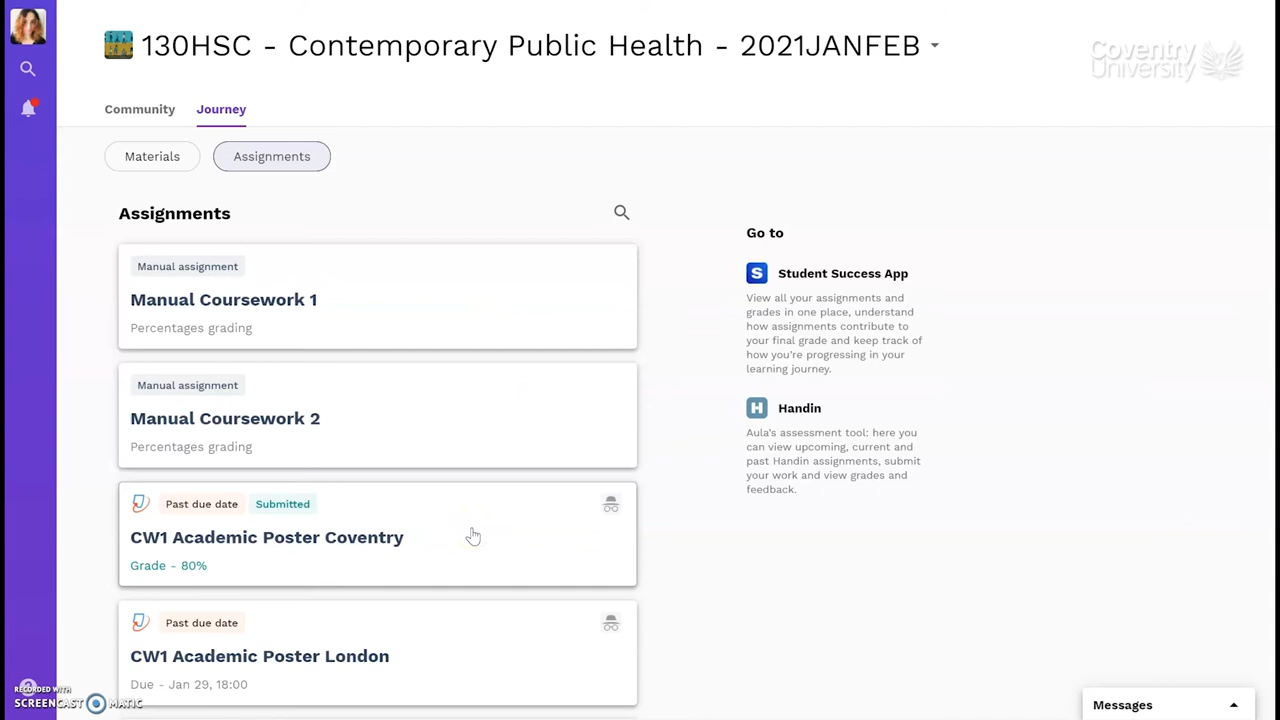 130HSC - Contemporary Public Health - 2021JANFEB
Coventry
University
Community
Journey
Materials
Assignments
Assignments
Manual assignment
Manual Coursework 1
Percentages grading
Manual assignment
Manual Coursework 2
Percentages grading
Past due date
Submitted
CW1 Academic Poster Coventry
Grade - 80%
Past due date
CW1 Academic Poster London
Due - Jan 29, 18:00
Go to
S
Student Success App
View all your assignments and
grades in one place, understand
how assignments contribute to
your final grade and keep track of
how you're progressing in your
learning journey.
H
Handin
Aula's assessment tool: here you
can view upcoming, current and
past Handin assignments, submit
your work and view grades and
feedback.
RECORDED WITH
SCREENCAST MATIC
Messages